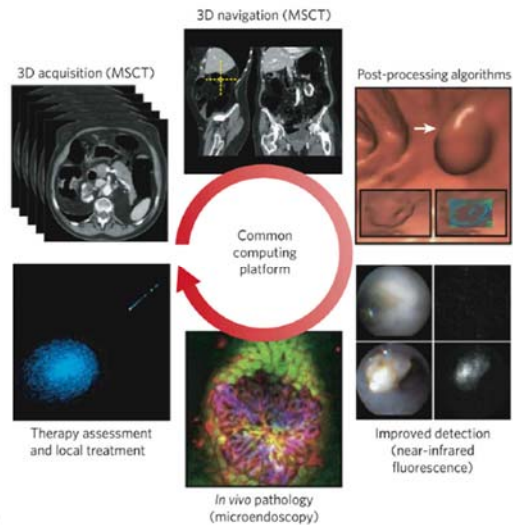 3D navigation (MSCT)
3D acquisition (MSCT)
Post-processing algorithms
Common
computing
platform
Therapy assessment
and local treatment
Improved detection
(near-infrared
fluorescence)
In vivo pathology
(microendoscopy)